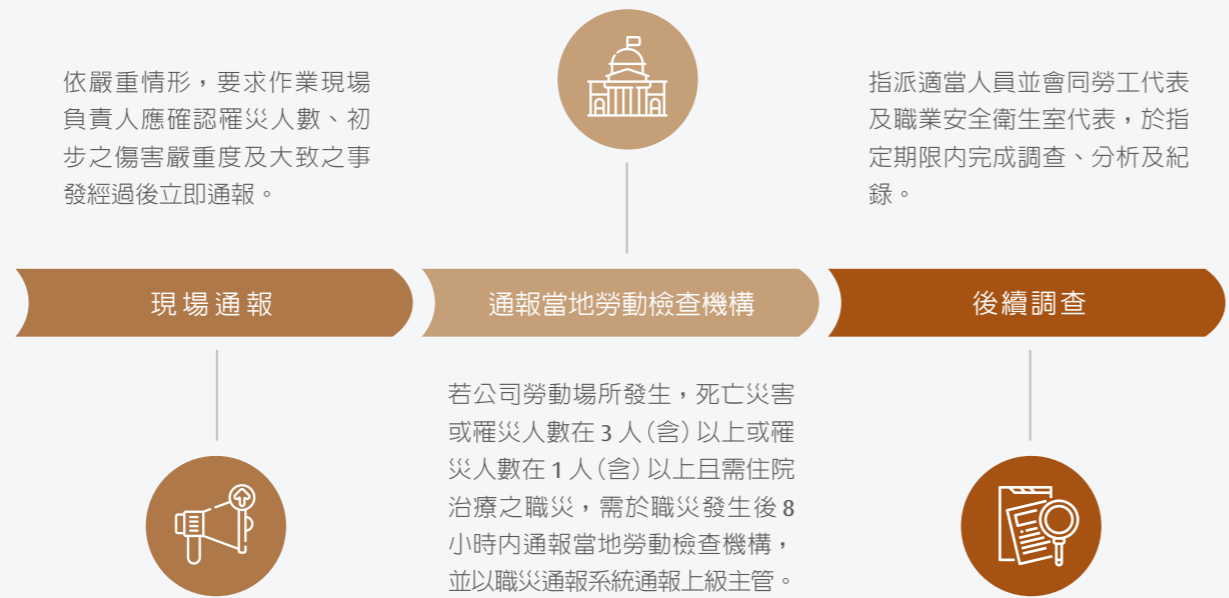 依嚴重情形，要求作業現場
負責人應確認罹災人數、初
步之傷害嚴重度及大致之事
發經過後立即通報。
現場通報
通報當地勞動檢查機構
若公司勞動場所發生，死亡災害
或罹災人數在 3 人（含）以上或罹
災人數在 1 人（含）以上且需住院
治療之職災，需於職災發生後 8
小時內通報當地勞動檢查機構，
並以職災通報系統通報上級主管。
指派適當人員並會同勞工代表
及職業安全衛生室代表，於指
定期限內完成調查、分析及紀
錄。
後續調查